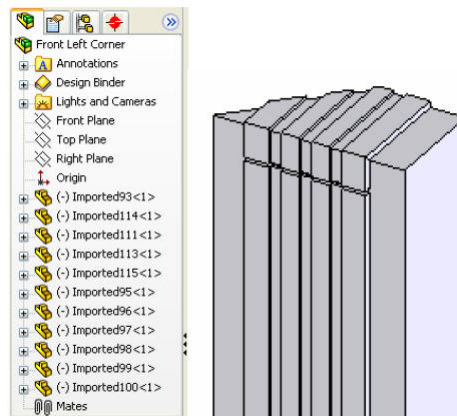 Front Left Corner
Annotations
Design Binder
Lights and Cameras
Front Plane
Top Plane
Right Plane
Origin
(-) Imported93<1>
(-) Imported114<1>
(-) Imported111<1>
(-) Imported113<1>
(-) Imported115<1>
(-) Imported95<1>
(-) Imported96<1>
(-) Imported97<1>
(-) Imported98<1>
(-) Imported99<1>
(-) Imported100<1>
Mates